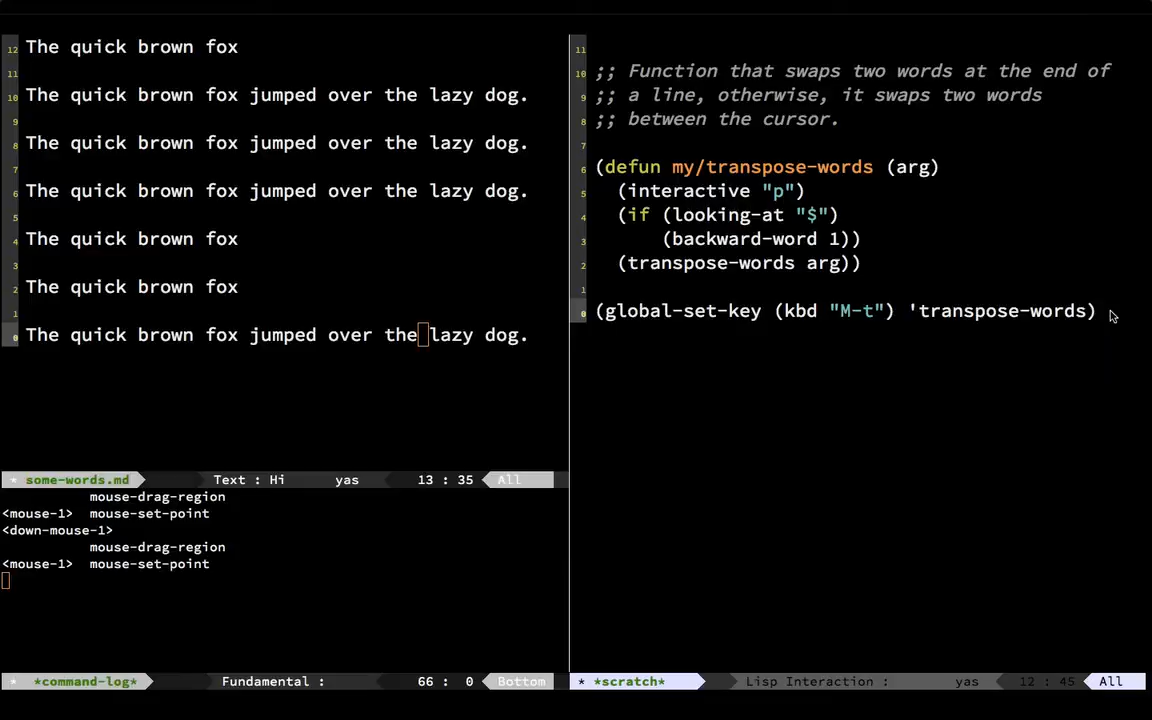 12 The quick brown fox
11
10 The quick brown fox jumped over the lazy dog.
9
8 The quick brown fox jumped over the lazy dog.
7
6 The quick brown fox jumped over the lazy dog.
5
4 The quick brown fox
3
2 The quick brown fox
1
0 The quick brown fox jumped over the lazy dog.
* some-words.md Text : Hi yas 13 : 35 All
mouse-drag-region
<mouse-1> mouse-set-point
<down-mouse-1>
mouse-drag-region
<mouse-1> mouse-set-point
* *command-log* Fundamental : 66 : 0 Bottom
11
10 ;; Function that swaps two words at the end of
9 ;; a line, otherwise, it swaps two words
8 ;; between the cursor.
7
6 (defun my/transpose-words (arg)
5 (interactive "p")
4 (if (looking-at "$")
3 (backward-word 1))
2 (transpose-words arg))
1
0 (global-set-key (kbd "M-t") 'transpose-words)
* *scratch* Lisp Interaction : yas 12 : 45 All